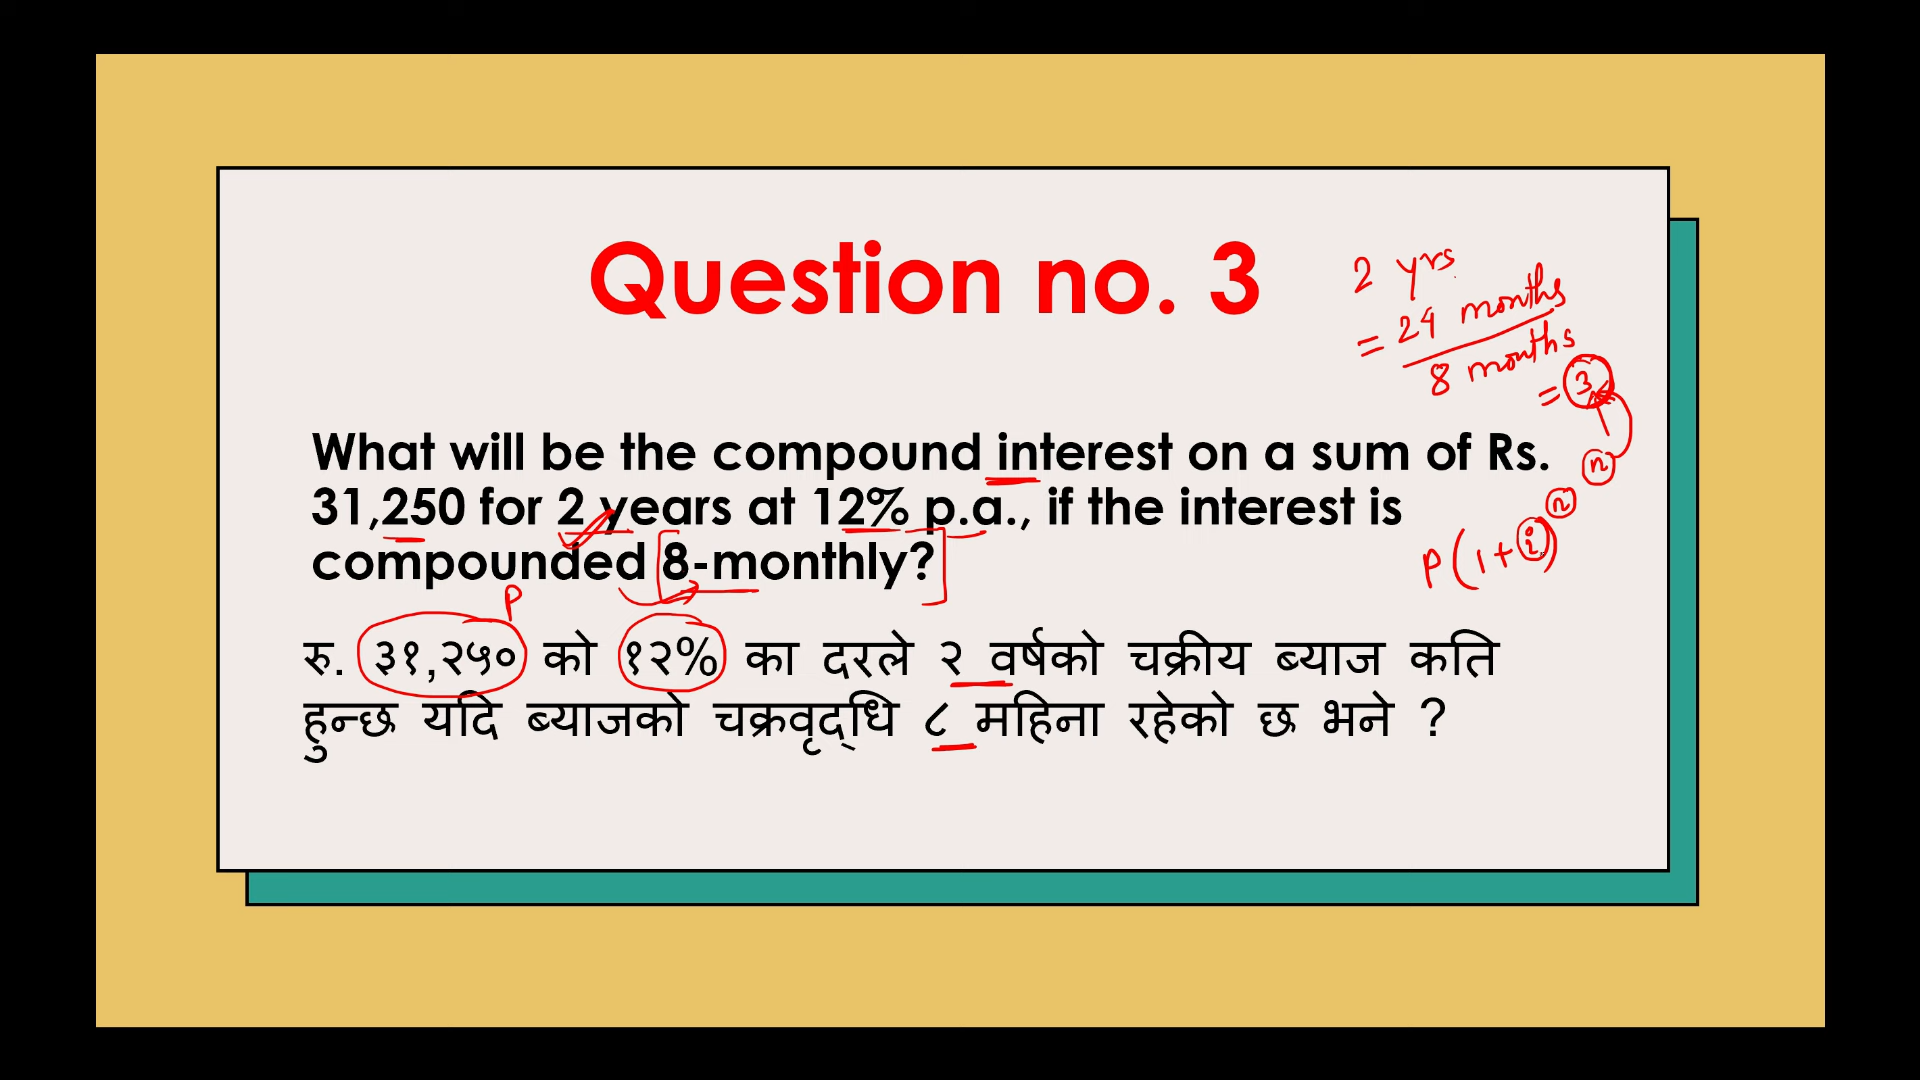 Question no. 3
2 yrs
= 24 months
8 months
= 3
What will be the compound interest on a sum of Rs.
n
31,250 for 2 years at 12% p.a., if the interest is
n
compounded 8-monthly?
P(1+i)
P
रु. ३१,२५० को १२% का दरले २ वर्षको चक्रीय ब्याज कति
हुन्छ यदि ब्याजको चक्रवृद्धि ८ महिना रहेको छ भने ?